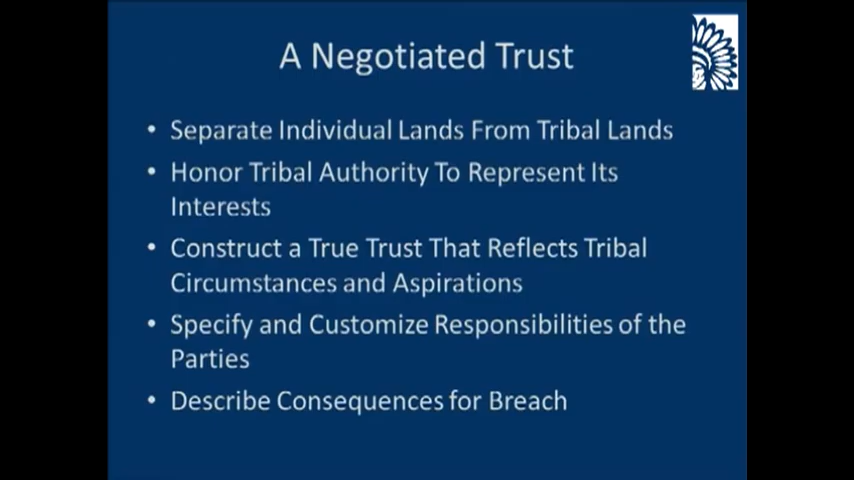 A Negotiated Trust
• Separate Individual Lands From Tribal Lands
• Honor Tribal Authority To Represent Its
Interests
• Construct a True Trust That Reflects Tribal
Circumstances and Aspirations
• Specify and Customize Responsibilities of the
Parties
• Describe Consequences for Breach